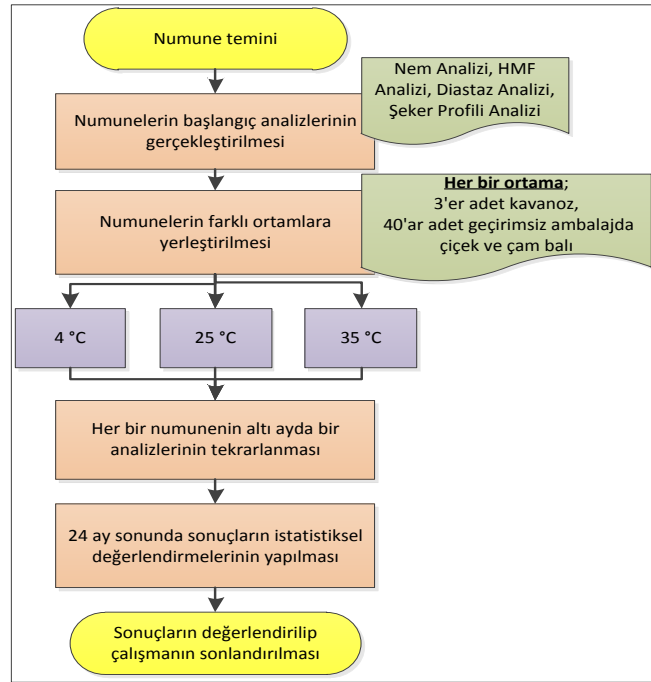 Numune temini
Nem Analizi, HMF
Analizi, Diastaz Analizi,
Şeker Profili Analizi
Numunelerin başlangıç analizlerinin
gerçekleştirilmesi
Her bir ortama;
3'er adet kavanoz,
40'ar adet geçirimsiz ambalajda
çiçek ve çam balı
Numunelerin farklı ortamlara
yerleştirilmesi
4 °C
25 °C
35 °C
Her bir numunenin altı ayda bir
analizlerinin tekrarlanması
24 ay sonunda sonuçların istatistiksel
değerlendirmelerinin yapılması
Sonuçların değerlendirilip
çalışmanın sonlandırılması